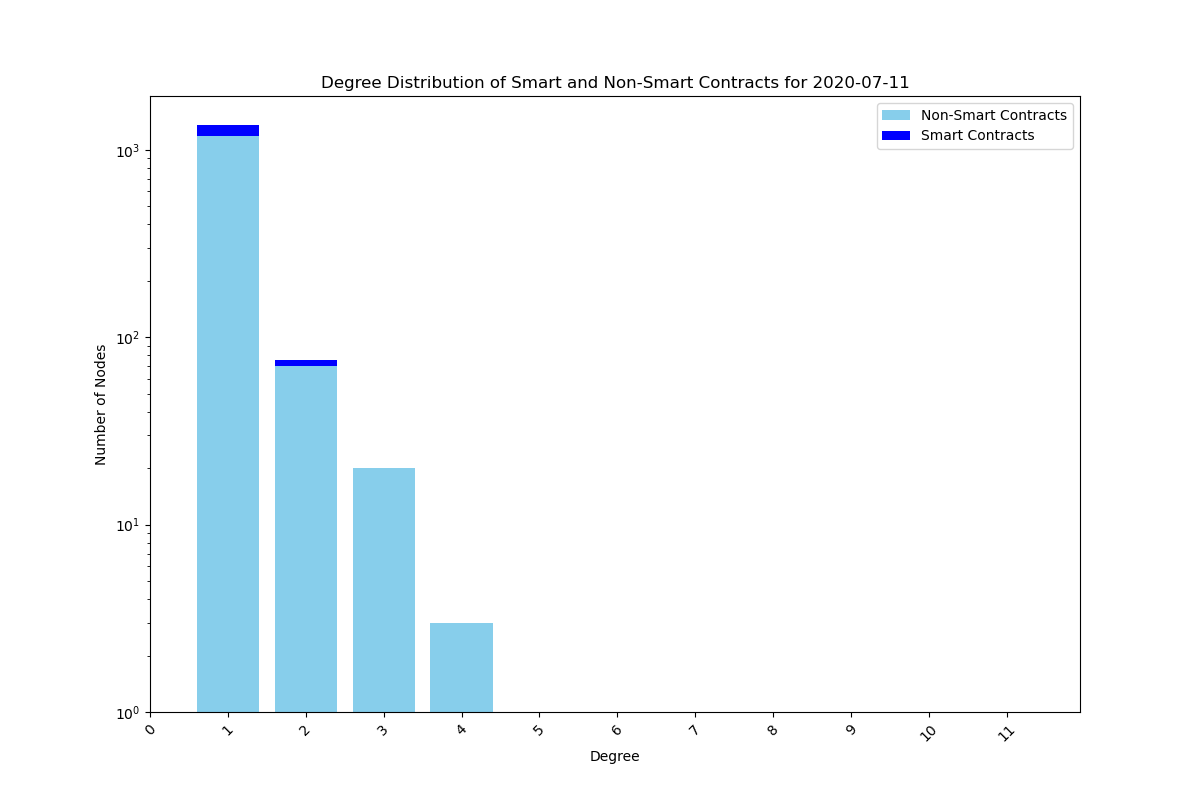 Degree Distribution of Smart and Non-Smart Contracts for 2020-07-11
Non-Smart Contracts
Smart Contracts
Number of Nodes
10³
10²
10¹
10⁰
0 1 2 3 4 5 6 7 8 9 10 11
Degree